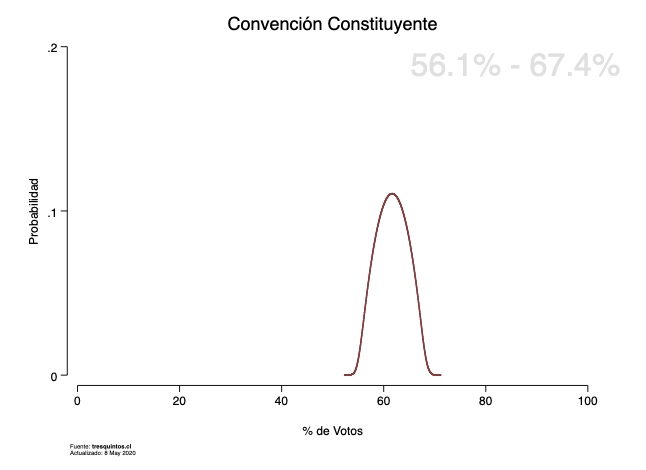 Convención Constituyente
56.1% - 67.4%
.2
.1
0
Probabilidad
0 20 40 60 80 100
% de Votos
Fuente: tresquintos.cl
Actualizado: 8 May 2020